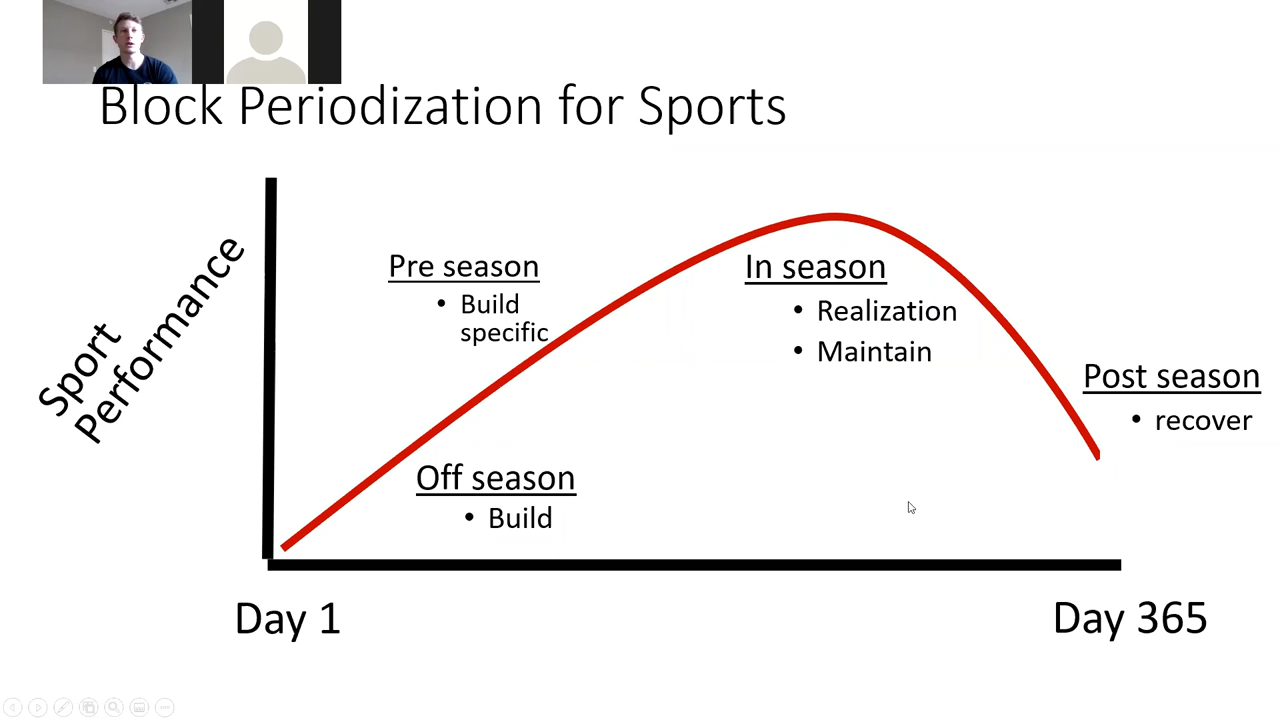 Block Periodization for Sports
Sport
Performance
Pre season
• Build
specific
In season
• Realization
• Maintain
Post season
• recover
Off season
• Build
Day 1
Day 365